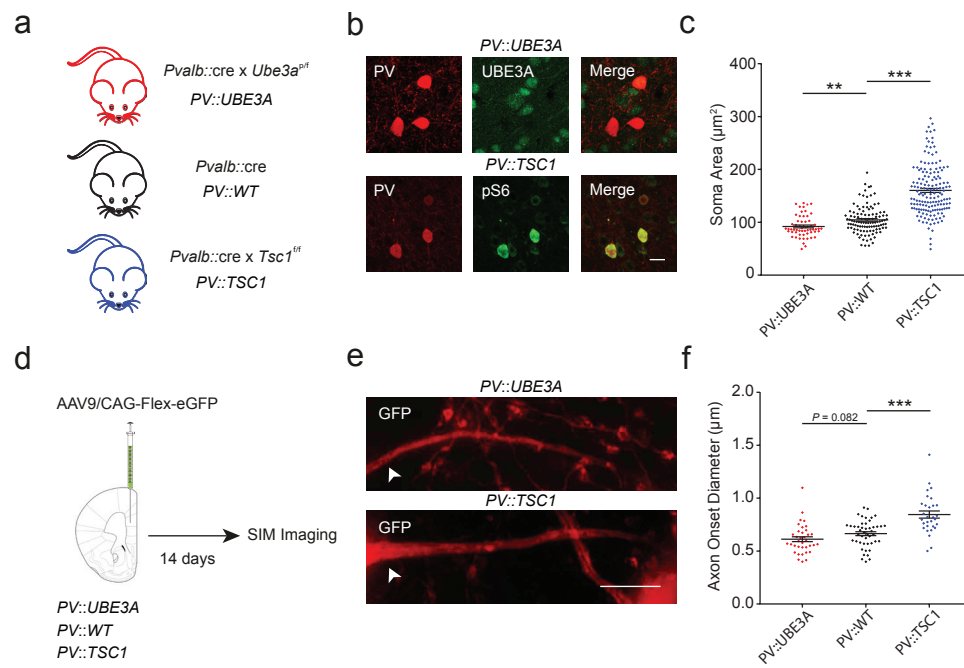 a
Pvalb::cre x Ube3a^p/f
PV::UBE3A
Pvalb::cre
PV::WT
Pvalb::cre x Tsc1^f/f
PV::TSC1
b
PV::UBE3A
PV
UBE3A
Merge
PV::TSC1
PV
pS6
Merge
c
Soma Area (µm²)
400
300
200
100
0
**
***
PV::UBE3A
PV::WT
PV::TSC1
d
AAV9/CAG-Flex-eGFP
14 days
SIM Imaging
PV::UBE3A
PV::WT
PV::TSC1
e
PV::UBE3A
GFP
PV::TSC1
GFP
f
Axon Onset Diameter (µm)
2.0
1.5
1.0
0.5
0.0
P = 0.082
***
PV::UBE3A
PV::WT
PV::TSC1